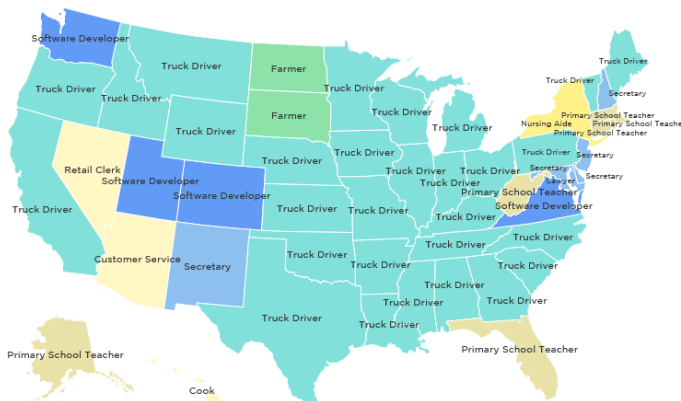 Software Developer
Truck Driver
Truck Driver
Farmer
Truck Driver
Truck Driver
Truck Driver
Secretary
Truck Driver
Truck Driver
Farmer
Truck Driver
Primary School Teacher
Nursing Aide
Primary School Teache
Primary School Teacher
Truck Driver
Truck Driver
Truck Driver
Truck Driver
Truck Driver
Secretary
Retail Clerk
Software Developer
Truck Driver
Truck Driver
Truck Driver
Secretary
Secretary
Lawyer
Software Developer
Truck Driver
Truck Driver
Primary School Teacher
Software Developer
Truck Driver
Truck Driver
Truck Driver
Truck Driver
Truck Driver
Customer Service
Secretary
Truck Driver
Truck Driver
Truck Driver
Truck Driver
Truck Driver
Truck Driver
Truck Driver
Truck Driver
Primary School Teacher
Primary School Teacher
Cook